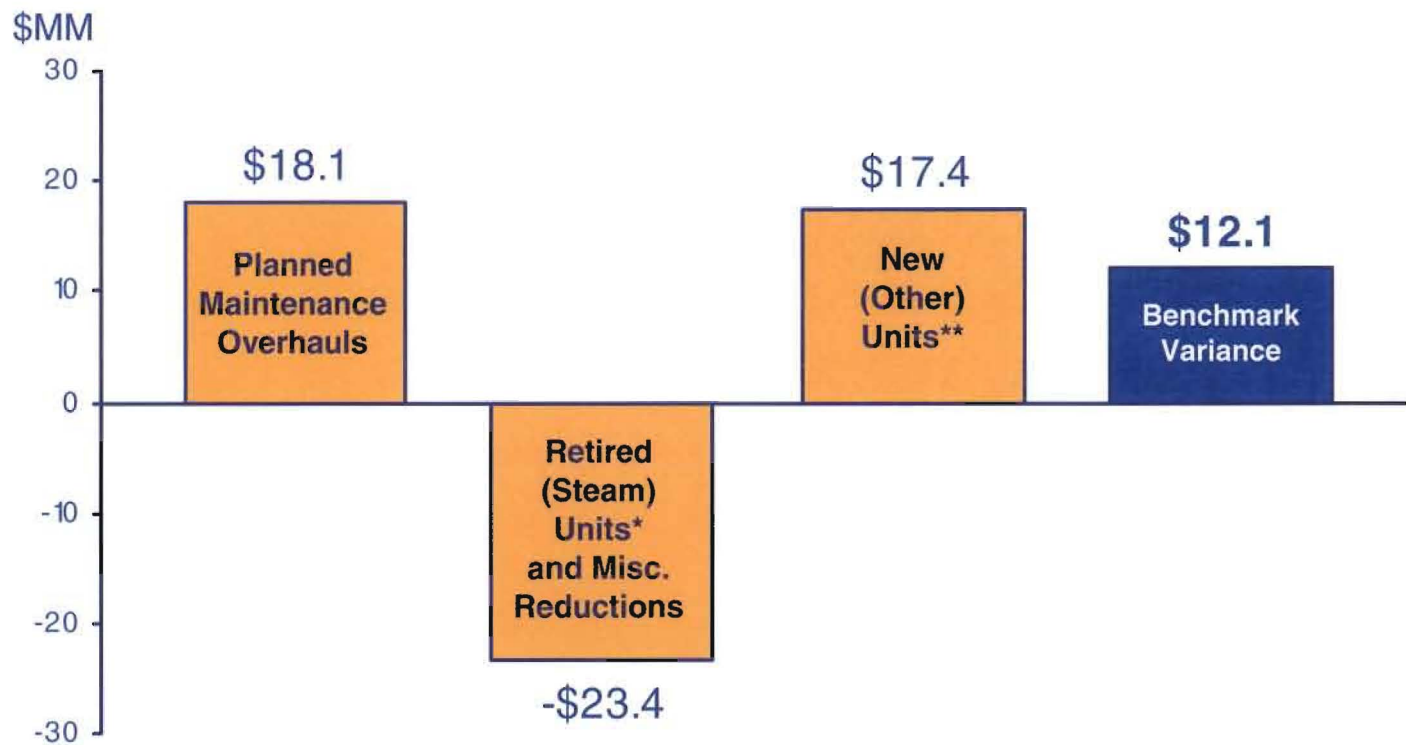 $MM
30
20
10
0
-10
-20
-30
$18.1
Planned
Maintenance
Overhauls
Retired
(Steam)
Units*
and Misc.
Reductions
-$23.4
$17.4
New
(Other)
Units**
$12.1
Benchmark
Variance